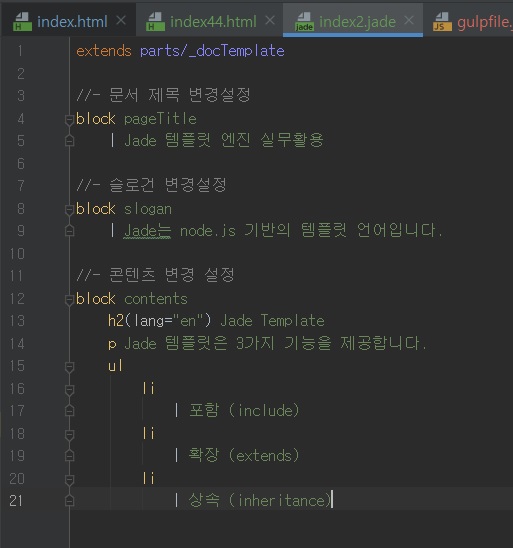 index.html index44.html index2.jade gulpfile.
1 extends parts/_docTemplate
2
3 //- 문서 제목 변경설정
4 block pageTitle
5 | Jade 템플릿 엔진 실무활용
6
7 //- 슬로건 변경설정
8 block slogan
9 | Jade는 node.js 기반의 템플릿 언어입니다.
10
11 //- 콘텐츠 변경 설정
12 block contents
13 h2(lang="en") Jade Template
14 p Jade 템플릿은 3가지 기능을 제공합니다.
15 ul
16 li
17 | 포함 (include)
18 li
19 | 확장 (extends)
20 li
21 | 상속 (inheritance)